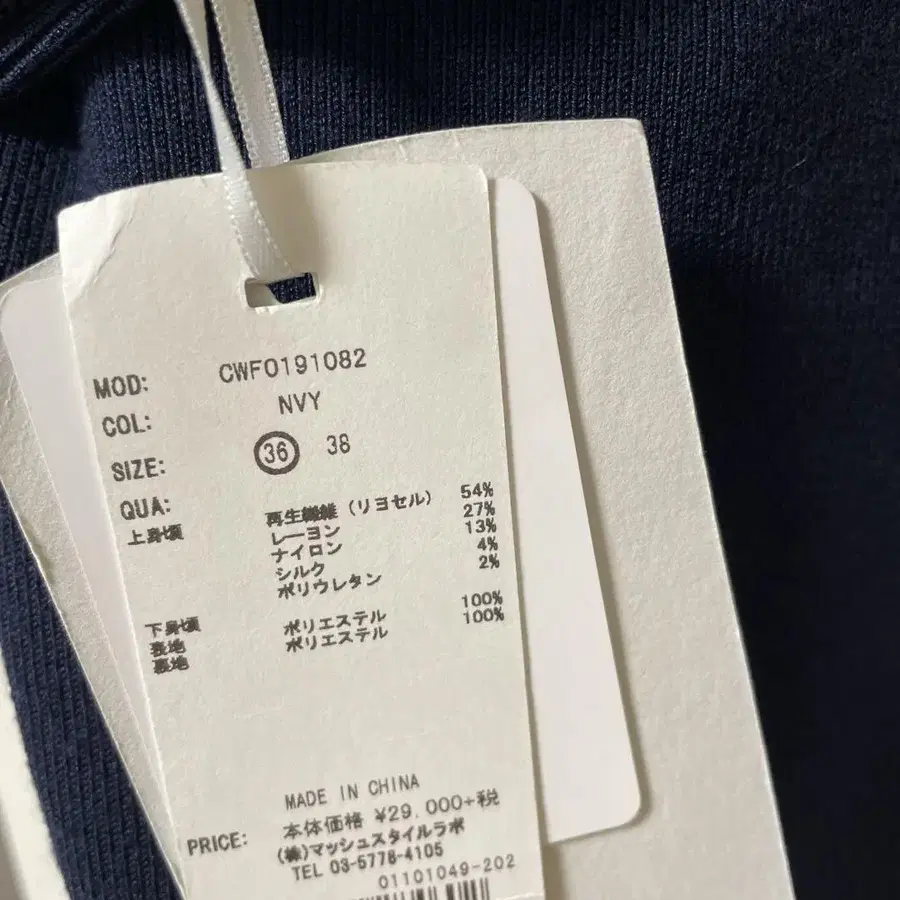 MOD: CWF0191082
COL: NVY
SIZE: 36 38
QUA:
上身頃 再生繊維(リヨセル) 54%
レーヨン 27%
ナイロン 13%
シルク 4%
ポリウレタン 2%
下身頃
表地 ポリエステル 100%
裏地 ポリエステル 100%
MADE IN CHINA
PRICE: 本体価格 ¥29,000+税
(株)マッシュスタイルラボ
TEL 03-5778-4105
01101049-202